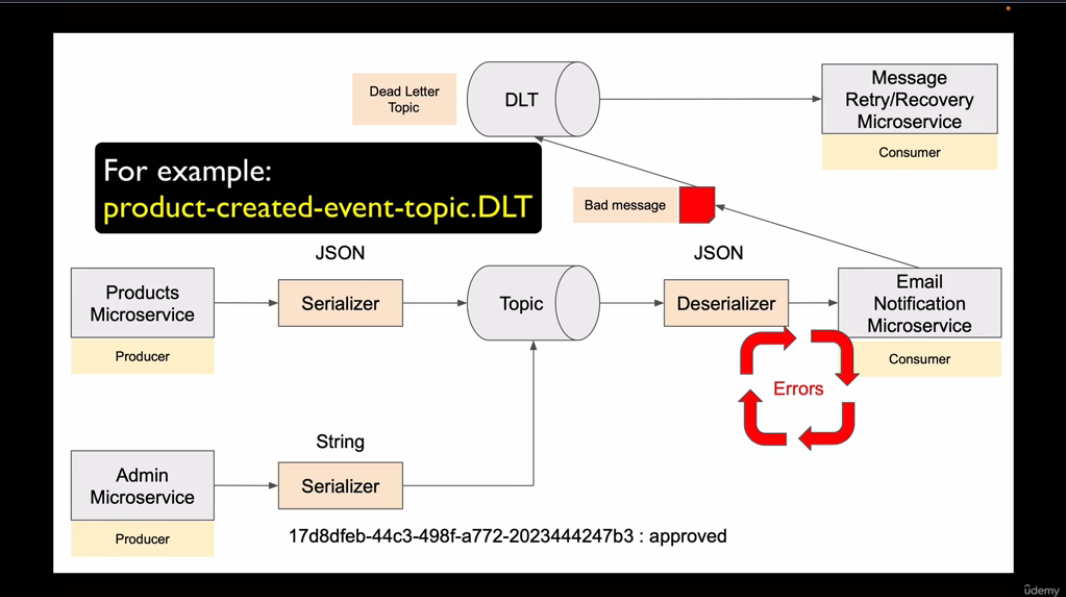 Dead Letter
Topic
DLT
Message
Retry/Recovery
Microservice
Consumer
For example:
product-created-event-topic.DLT
Bad message
JSON
JSON
Products
Microservice
Producer
Serializer
Topic
Deserializer
Email
Notification
Microservice
Consumer
Errors
String
Admin
Microservice
Producer
Serializer
17d8dfeb-44c3-498f-a772-2023444247b3 : approved
ûdemy